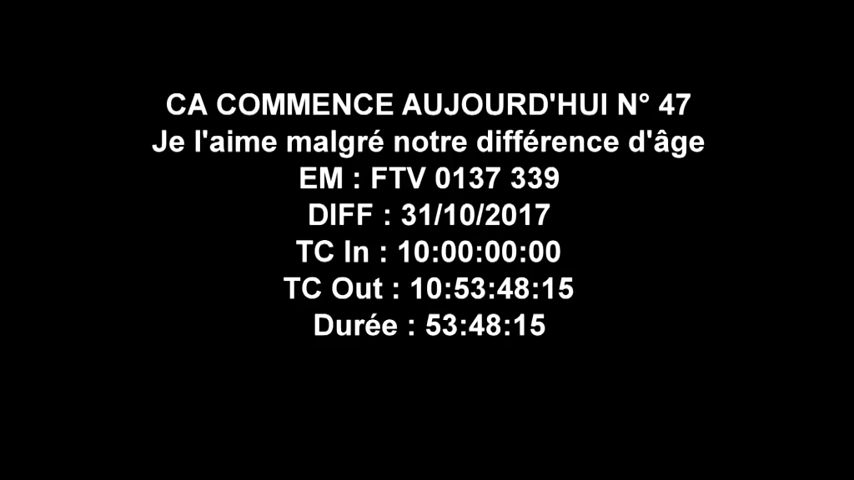 CA COMMENCE AUJOURD'HUI N° 47
Je l'aime malgré notre différence d'âge
EM : FTV 0137 339
DIFF : 31/10/2017
TC In : 10:00:00:00
TC Out : 10:53:48:15
Durée : 53:48:15